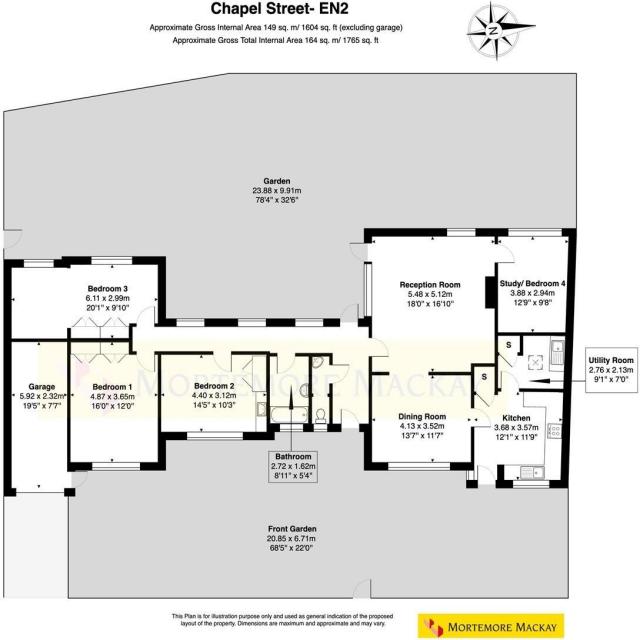 Chapel Street- EN2
Approximate Gross Internal Area 149 sq. m/ 1604 sq. ft (excluding garage)
Approximate Gross Total Internal Area 164 sq. m/ 1765 sq. ft
N
Garden
23.88 x 9.91m
78'4" x 32'6"
Bedroom 3
6.11 x 2.99m
20'1" x 9'10"
Reception Room
5.48 x 5.12m
18'0" x 16'10"
Study/ Bedroom 4
3.88 x 2.94m
12'9" x 9'8"
S
S
Utility Room
2.76 x 2.13m
9'1" x 7'0"
Garage
5.92 x 2.32m
19'5" x 7'7"
Bedroom 1
4.87 x 3.65m
16'0" x 12'0"
Bedroom 2
4.40 x 3.12m
14'5" x 10'3"
MORTEMORE MACKAY
Dining Room
4.13 x 3.52m
13'7" x 11'7"
Kitchen
3.68 x 3.57m
12'1" x 11'9"
Bathroom
2.72 x 1.62m
8'11" x 5'4"
Front Garden
20.85 x 6.71m
68'5" x 22'0"
This Plan is for illustration purpose only and used as general indication of the proposed
layout of the property. Dimensions are maximum and approximate and may vary.
MORTEMORE MACKAY